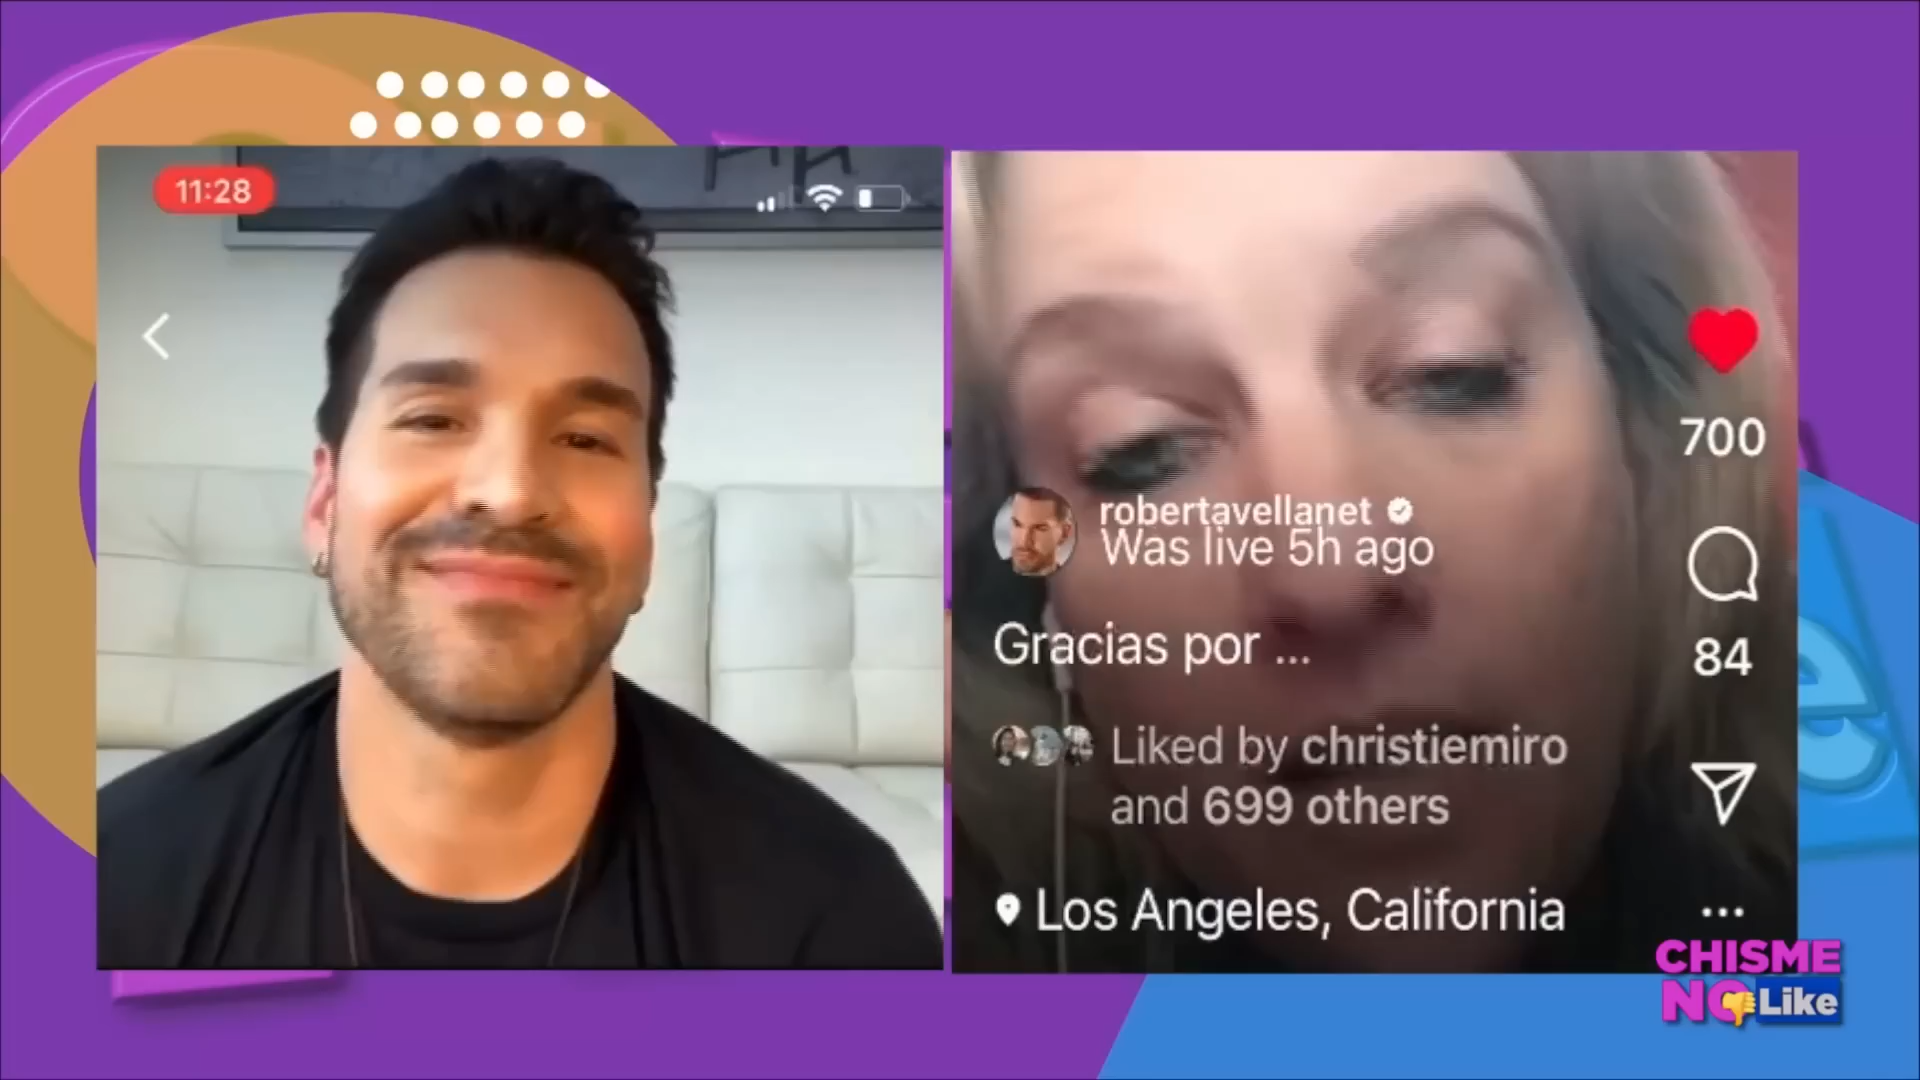 11:28
700
robertavellanet
Was live 5h ago
Gracias por ...
84
Liked by christiemiro
and 699 others
Los Angeles, California
CHISME
NO Like